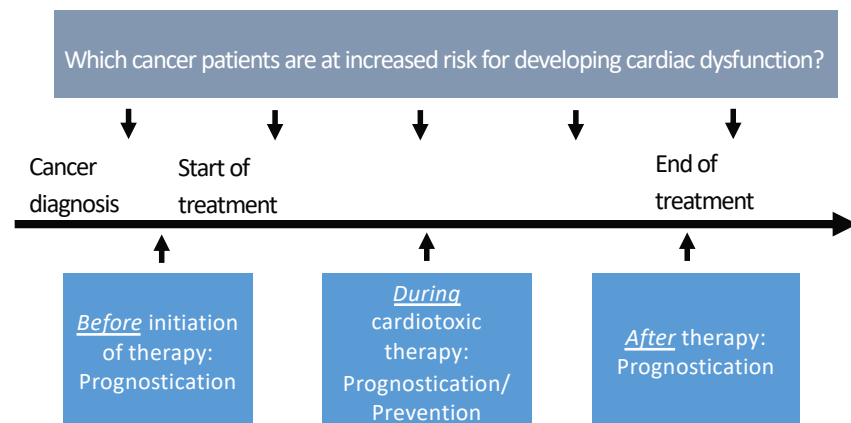 Which cancer patients are at increased risk for developing cardiac dysfunction?
Cancer
diagnosis
Start of
treatment
End of
treatment
Before initiation
of therapy:
Prognostication
During
cardiotoxic
therapy:
Prognostication/
Prevention
After therapy:
Prognostication